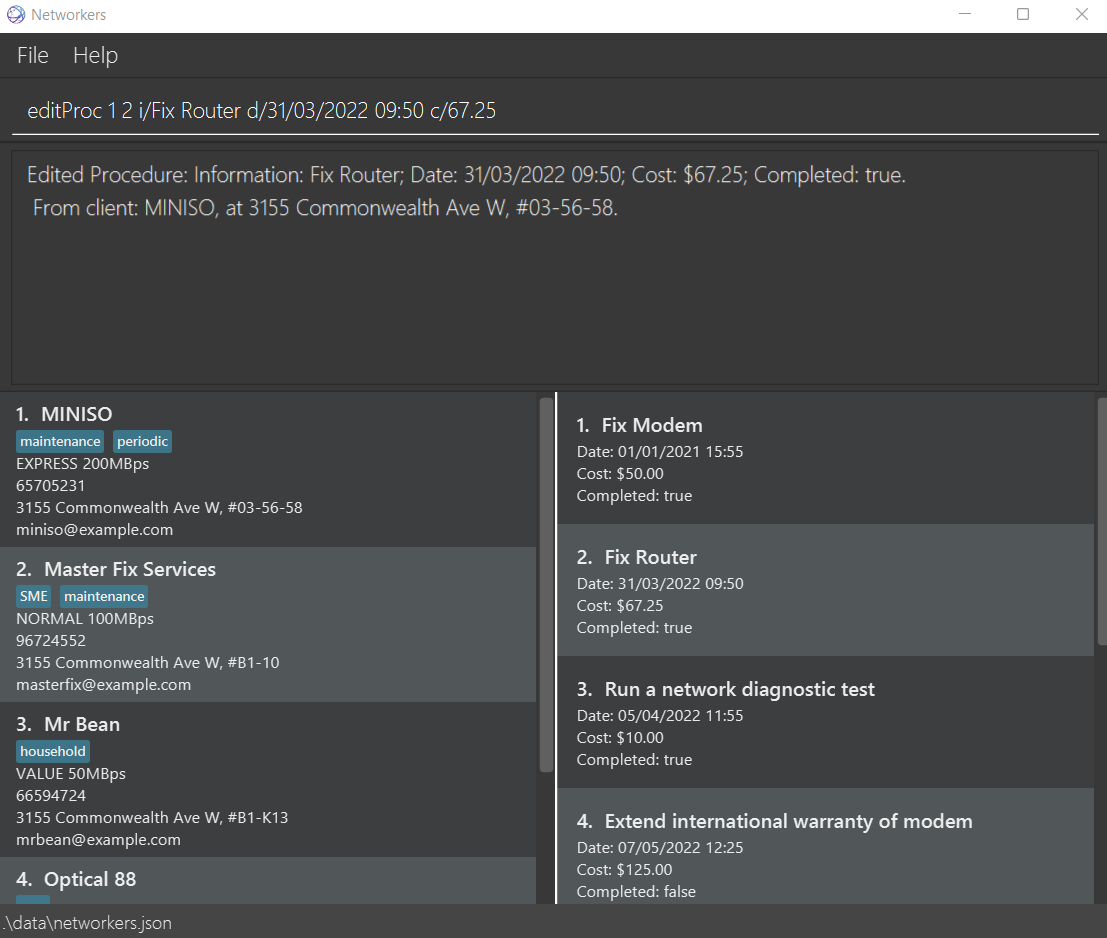 Networkers
File Help
editProc 1 2 i/Fix Router d/31/03/2022 09:50 c/67.25
Edited Procedure: Information: Fix Router; Date: 31/03/2022 09:50; Cost: $67.25; Completed: true.
From client: MINISO, at 3155 Commonwealth Ave W, #03-56-58.
1. MINISO
maintenance periodic
EXPRESS 200MBps
65705231
3155 Commonwealth Ave W, #03-56-58
miniso@example.com
2. Master Fix Services
SME maintenance
NORMAL 100MBps
96724552
3155 Commonwealth Ave W, #B1-10
masterfix@example.com
3. Mr Bean
household
VALUE 50MBps
66594724
3155 Commonwealth Ave W, #B1-K13
mrbean@example.com
4. Optical 88
1. Fix Modem
Date: 01/01/2021 15:55
Cost: $50.00
Completed: true
2. Fix Router
Date: 31/03/2022 09:50
Cost: $67.25
Completed: true
3. Run a network diagnostic test
Date: 05/04/2022 11:55
Cost: $10.00
Completed: true
4. Extend international warranty of modem
Date: 07/05/2022 12:25
Cost: $125.00
Completed: false
.\data\networkers.json